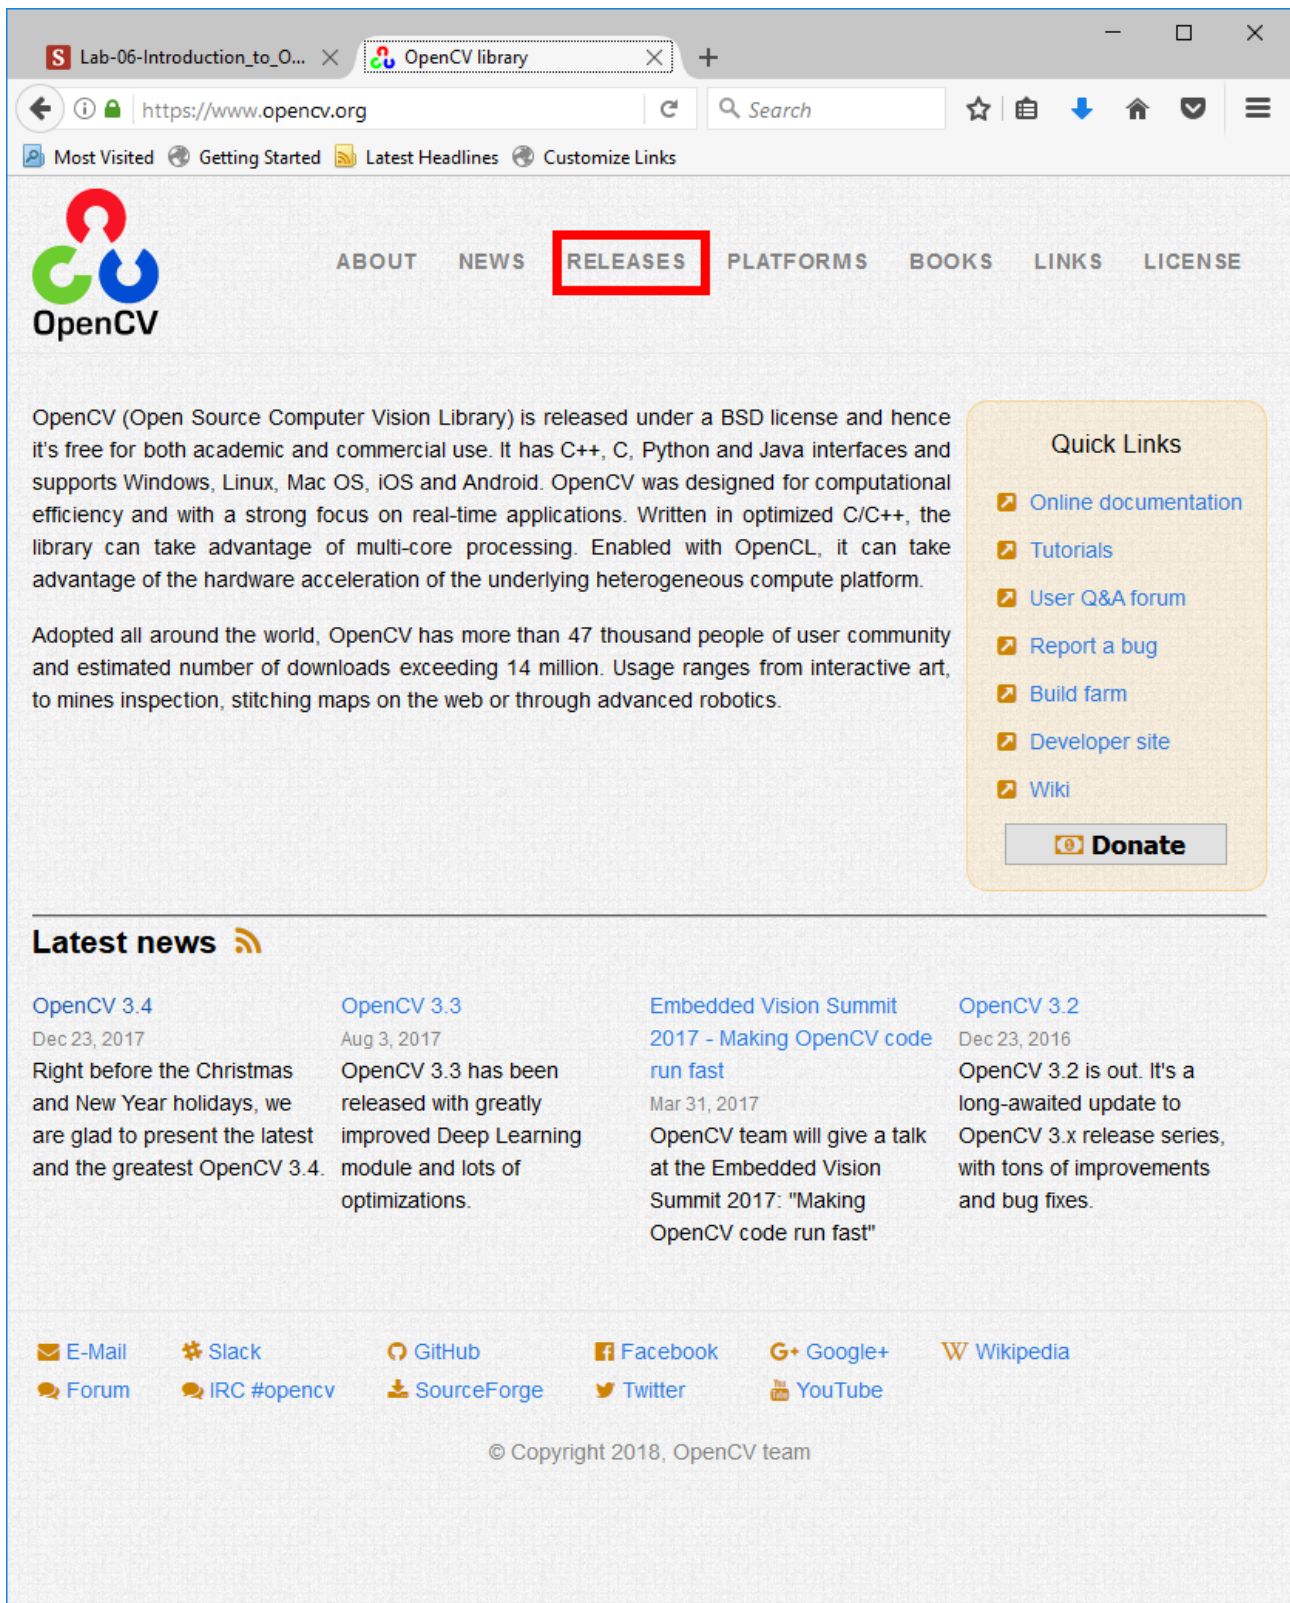 Lab-06-Introduction_to_O...
OpenCV library
https://www.opencv.org
Search
Most Visited
Getting Started
Latest Headlines
Customize Links
OpenCV
ABOUT
NEWS
RELEASES
PLATFORMS
BOOKS
LINKS
LICENSE
OpenCV (Open Source Computer Vision Library) is released under a BSD license and hence
it's free for both academic and commercial use. It has C++, C, Python and Java interfaces and
supports Windows, Linux, Mac OS, iOS and Android. OpenCV was designed for computational
efficiency and with a strong focus on real-time applications. Written in optimized C/C++, the
library can take advantage of multi-core processing. Enabled with OpenCL, it can take
advantage of the hardware acceleration of the underlying heterogeneous compute platform.
Adopted all around the world, OpenCV has more than 47 thousand people of user community
and estimated number of downloads exceeding 14 million. Usage ranges from interactive art,
to mines inspection, stitching maps on the web or through advanced robotics.
Quick Links
Online documentation
Tutorials
User Q&A forum
Report a bug
Build farm
Developer site
Wiki
Donate
Latest news
OpenCV 3.4
Dec 23, 2017
Right before the Christmas
and New Year holidays, we
are glad to present the latest
and the greatest OpenCV 3.4.
OpenCV 3.3
Aug 3, 2017
OpenCV 3.3 has been
released with greatly
improved Deep Learning
module and lots of
optimizations.
Embedded Vision Summit
2017 - Making OpenCV code
run fast
Mar 31, 2017
OpenCV team will give a talk
at the Embedded Vision
Summit 2017: "Making
OpenCV code run fast"
OpenCV 3.2
Dec 23, 2016
OpenCV 3.2 is out. It's a
long-awaited update to
OpenCV 3.x release series,
with tons of improvements
and bug fixes.
E-Mail
Slack
GitHub
Facebook
Google+
Wikipedia
Forum
IRC #opencv
SourceForge
Twitter
YouTube
© Copyright 2018, OpenCV team